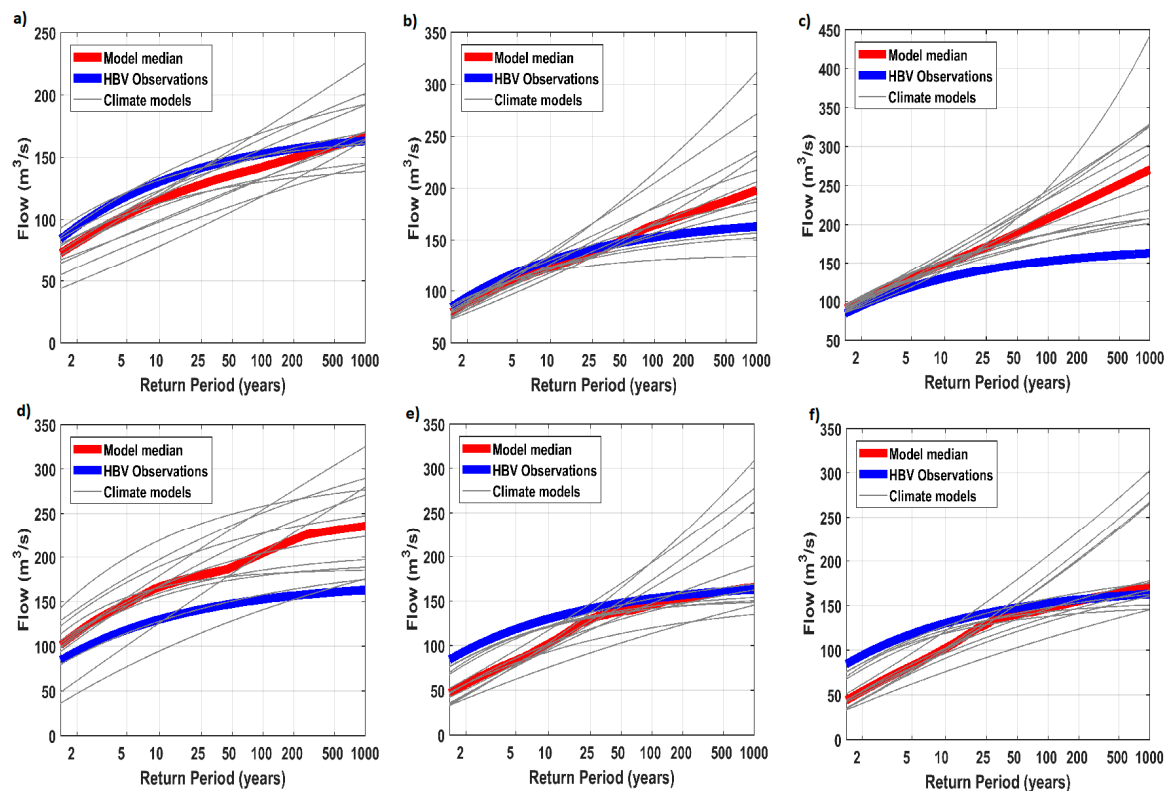 a)
250
200
150
100
50
0
Flow (m³/s)
Model median
HBV Observations
Climate models
2 5 10 25 50 100 200 500 1000
Return Period (years)
b)
350
300
250
200
150
100
50
Flow (m³/s)
Model median
HBV Observations
Climate models
2 5 10 25 50 100 200 500 1000
Return Period (years)
c)
450
400
350
300
250
200
150
100
50
Flow (m³/s)
Model median
HBV Observations
Climate models
2 5 10 25 50 100 200 500 1000
Return Period (years)
d)
350
300
250
200
150
100
50
0
Flow (m³/s)
Model median
HBV Observations
Climate models
2 5 10 25 50 100 200 500 1000
Return Period (years)
e)
350
300
250
200
150
100
50
0
Flow (m³/s)
Model median
HBV Observations
Climate models
2 5 10 25 50 100 200 500 1000
Return Period (years)
f)
350
300
250
200
150
100
50
0
Flow (m³/s)
Model median
HBV Observations
Climate models
2 5 10 25 50 100 200 500 1000
Return Period (years)